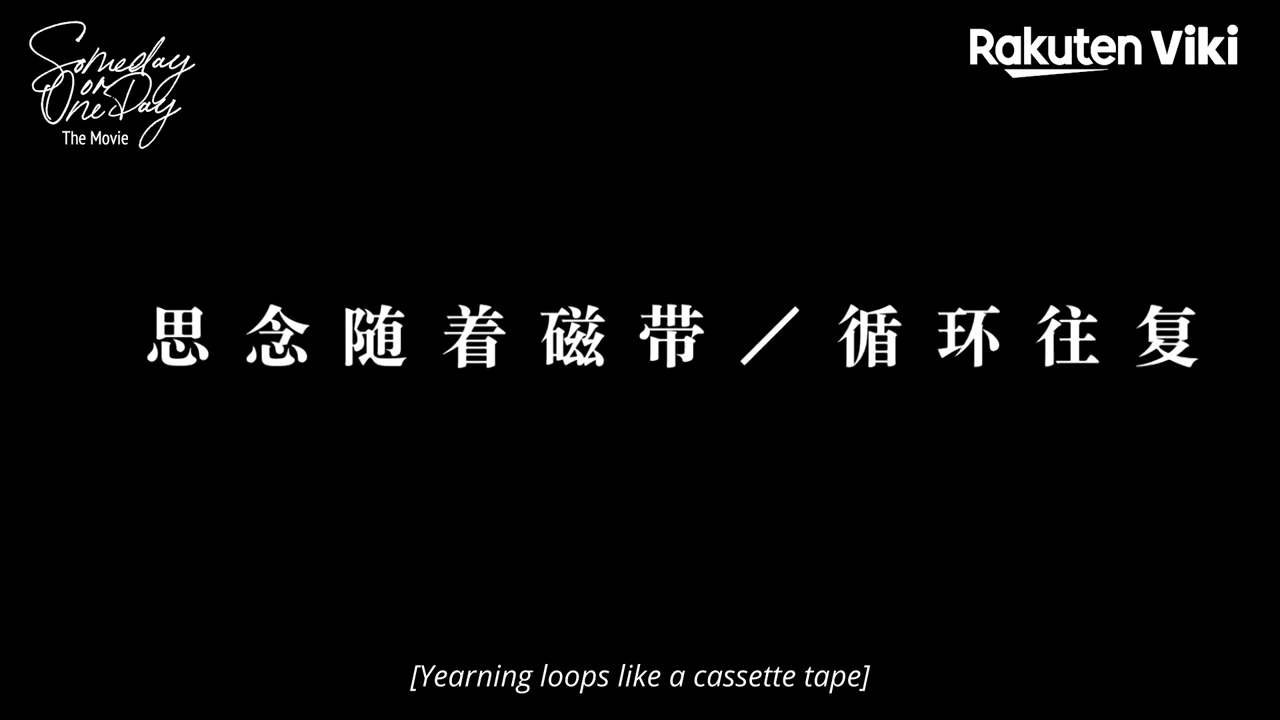 Someday
or
One Day
The Movie
Rakuten Viki
思念随着磁带／循环往复
[Yearning loops like a cassette tape]